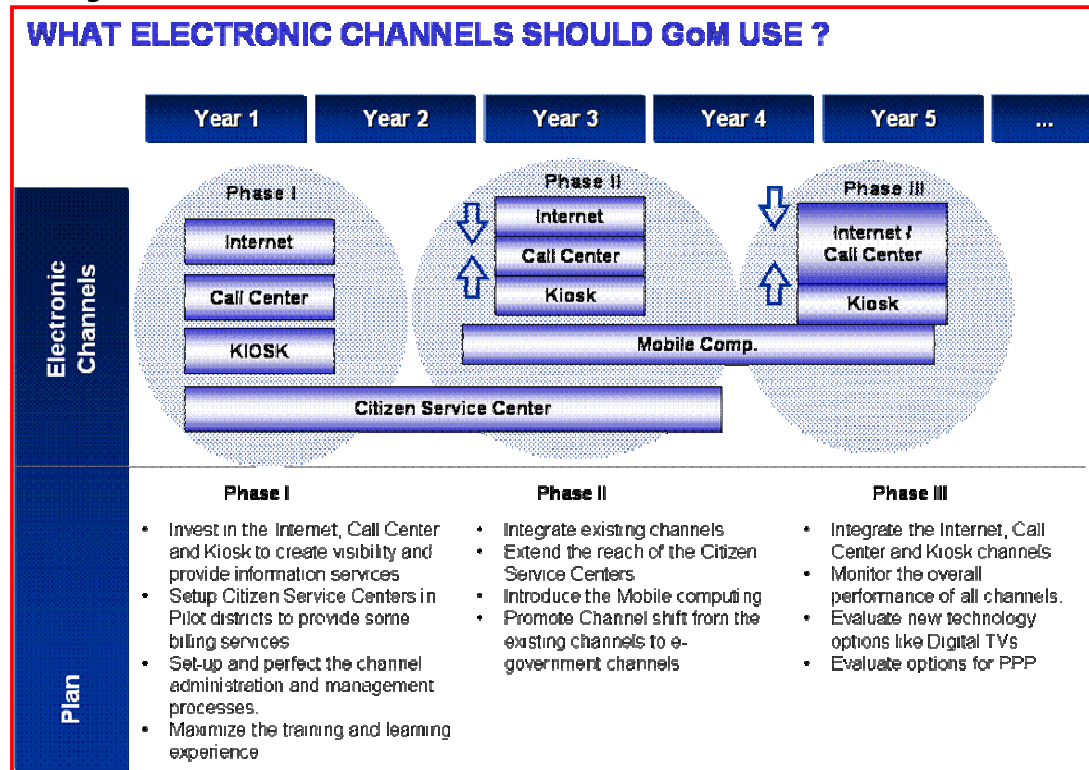 WHAT ELECTRONIC CHANNELS SHOULD GoM USE ?
Year 1
Year 2
Year 3
Year 4
Year 5
...
Electronic
Channels
Phase I
Internet
Call Center
KIOSK
Phase II
Internet
Call Center
Kiosk
Phase III
Internet /
Call Center
Kiosk
Mobile Comp.
Citizen Service Center
Plan
Phase I
• Invest in the Internet, Call Center
and Kiosk to create visibility and
provide information services
• Setup Citizen Service Centers in
Pilot districts to provide some
billing services
• Set-up and perfect the channel
administration and management
processes.
• Maximize the training and learning
experience
Phase II
• Integrate existing channels
• Extend the reach of the Citizen
Service Centers
• Introduce the Mobile computing
• Promote Channel shift from the
existing channels to e-
government channels
Phase III
• Integrate the Internet, Call
Center and Kiosk channels
• Monitor the overall
performance of all channels.
• Evaluate new technology
options like Digital TVs
• Evaluate options for PPP